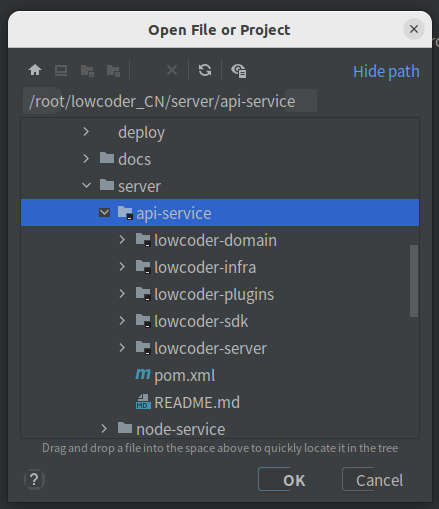 Open File or Project
Hide path
/root/lowcoder_CN/server/api-service
deploy
docs
server
api-service
lowcoder-domain
lowcoder-infra
lowcoder-plugins
lowcoder-sdk
lowcoder-server
m pom.xml
MD README.md
node-service
Drag and drop a file into the space above to quickly locate it in the tree
? OK Cancel